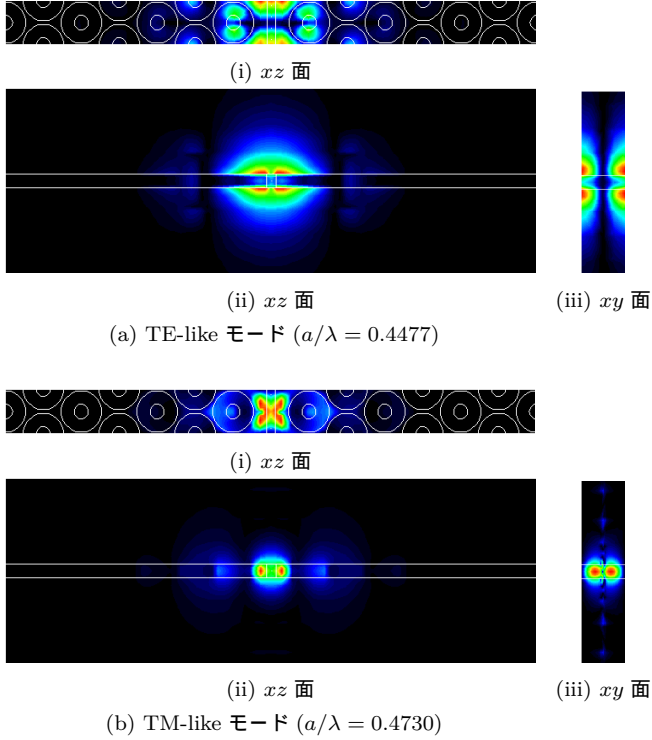 (i) xz 面
(ii) xz 面
(iii) xy 面
(a) TE-like モード (a/λ = 0.4477)
(i) xz 面
(ii) xz 面
(iii) xy 面
(b) TM-like モード (a/λ = 0.4730)